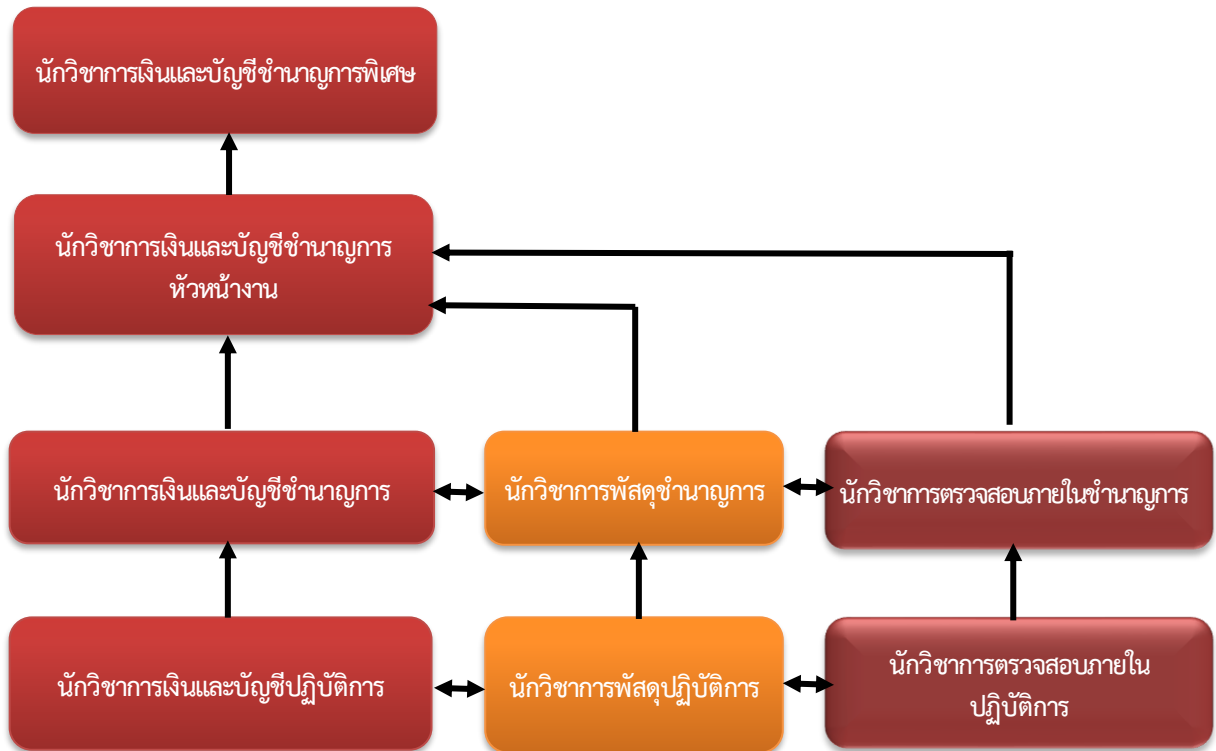 นักวิชาการเงินและบัญชีชำนาญการพิเศษ
นักวิชาการเงินและบัญชีชำนาญการ
หัวหน้างาน
นักวิชาการเงินและบัญชีชำนาญการ
นักวิชาการพัสดุชำนาญการ
นักวิชาการตรวจสอบภายในชำนาญการ
นักวิชาการเงินและบัญชีปฏิบัติการ
นักวิชาการพัสดุปฏิบัติการ
นักวิชาการตรวจสอบภายใน
ปฏิบัติการ